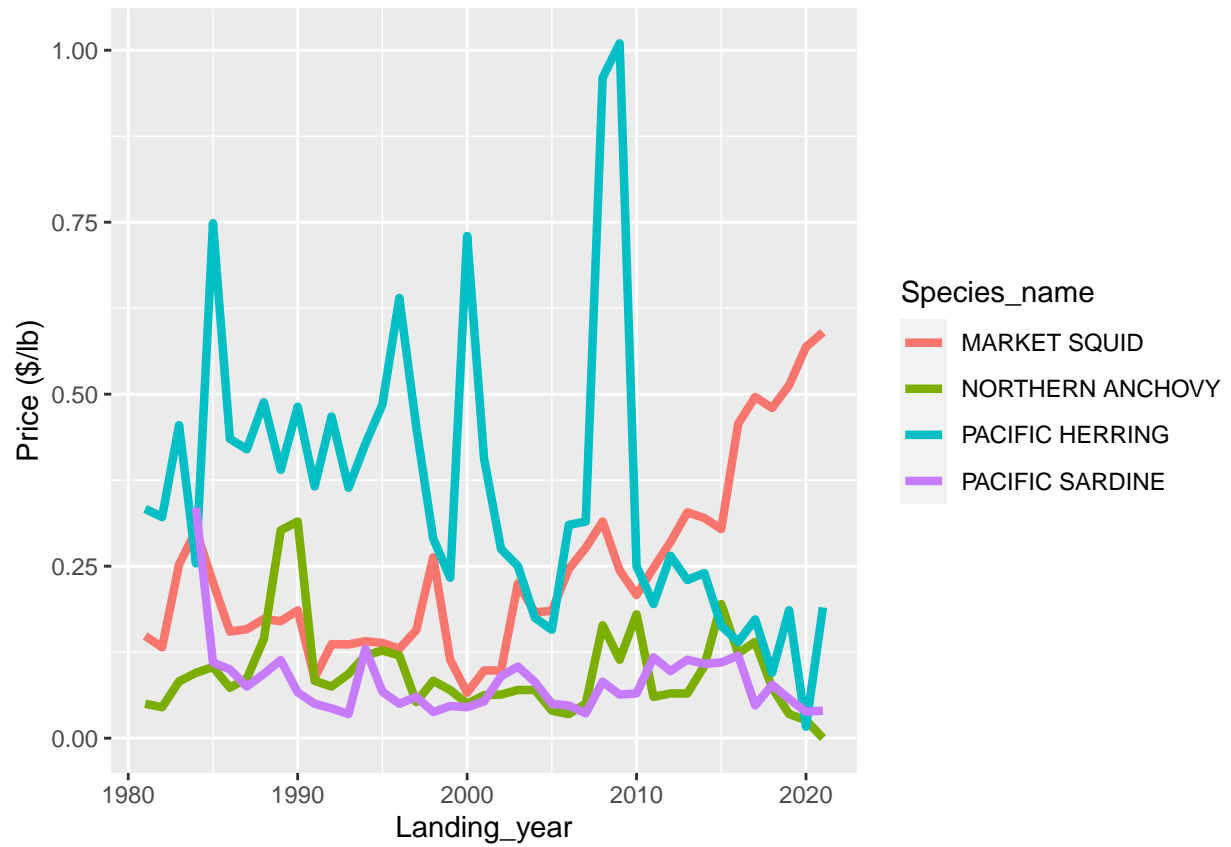 1.00
0.75
0.50
0.25
0.00
Price ($/lb)
1980
1990
2000
2010
2020
Landing_year
Species_name
MARKET SQUID
NORTHERN ANCHOVY
PACIFIC HERRING
PACIFIC SARDINE